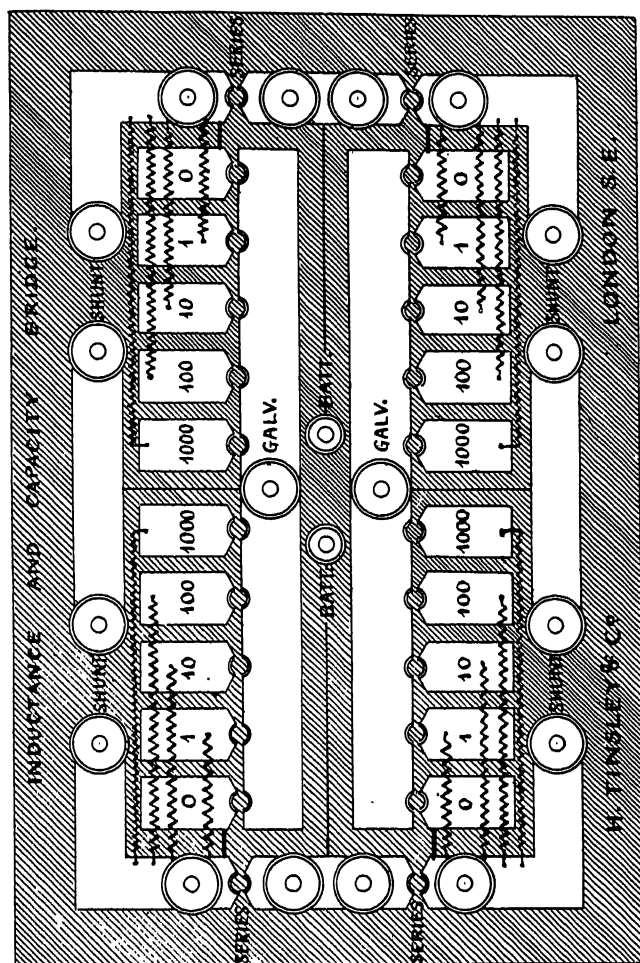 INDUCTANCE AND CAPACITY BRIDGE.
SHUNT SHUNT
0 1 10 100 1000 1000 100 10 1 0
SERIES SERIES
GALV.
BATT. BATT.
GALV.
SERIES SERIES
0 1 10 100 1000 1000 100 10 1 0
SHUNT SHUNT
H. TINSLEY & Co. LONDON S.E.